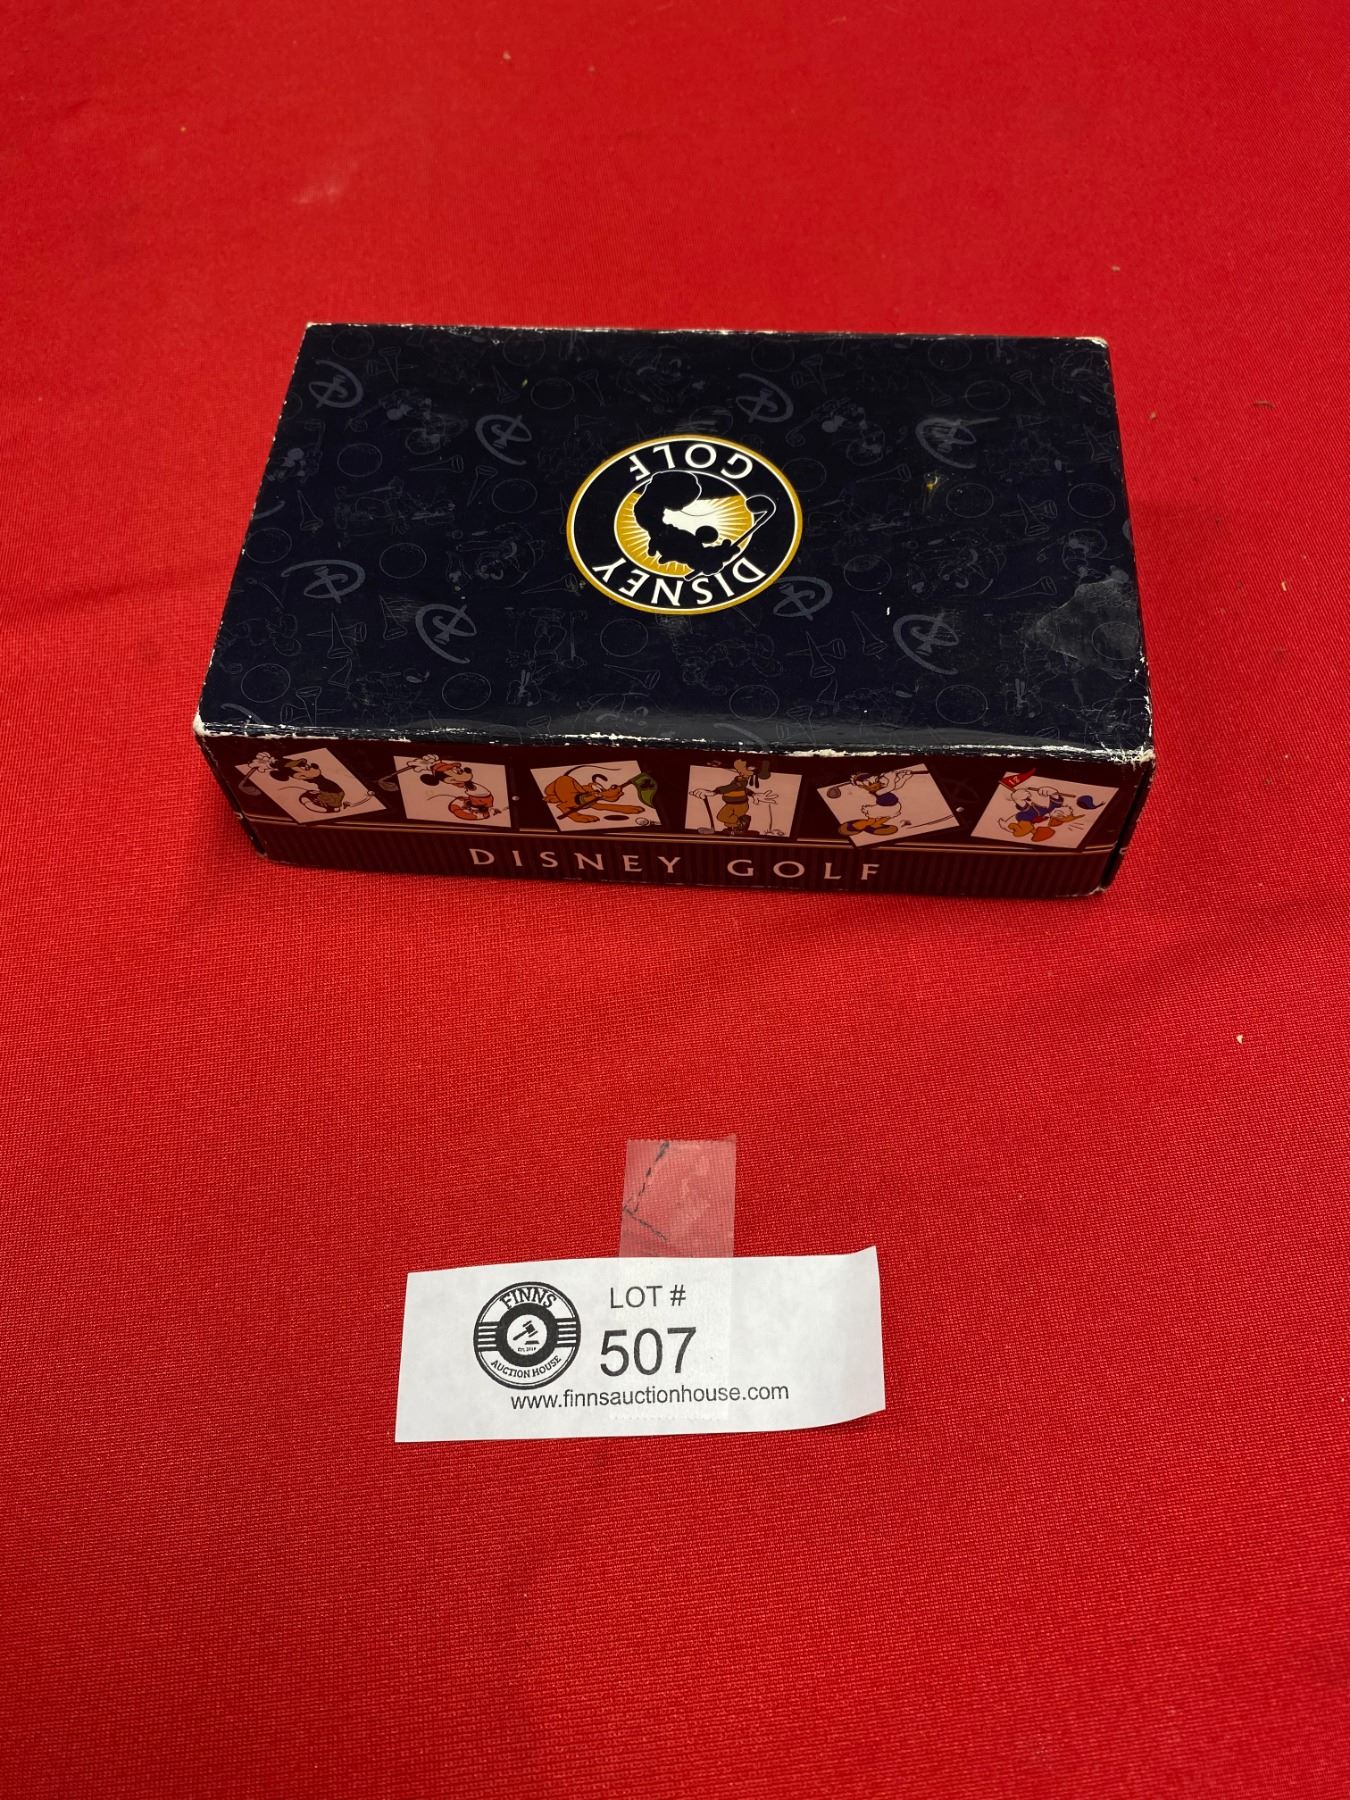 DISNEY
GOLF
DISNEY GOLF
LOT #
507
FINNS
AUCTION HOUSE
www.finnsauctionhouse.com